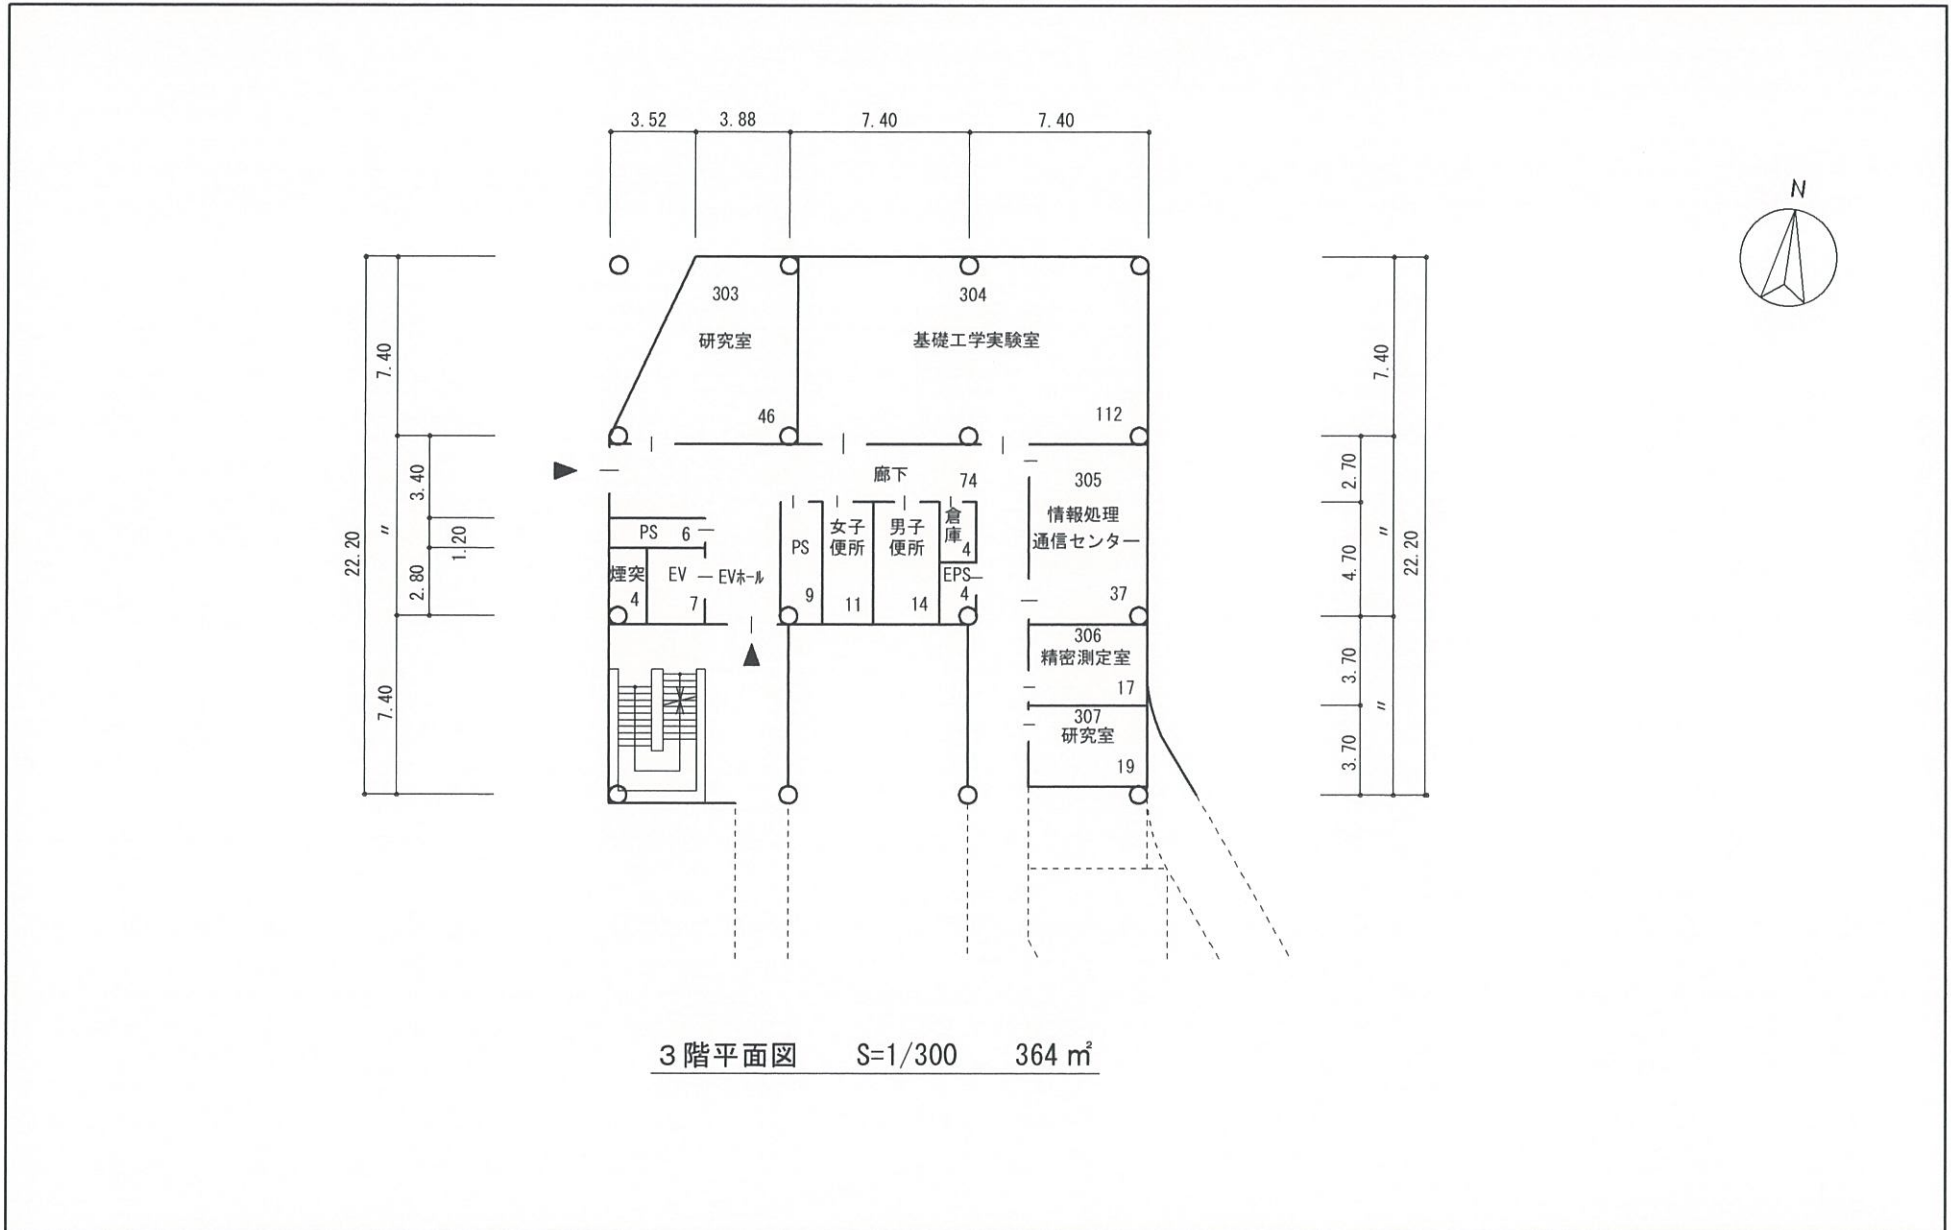 3.52 3.88 7.40 7.40
N
303
研究室
46
304
基礎工学実験室
112
廊下
74
305
情報処理
通信センター
37
PS 6
煙突
4
EV
7
EVホール
PS
9
女子
便所
11
男子
便所
14
倉
庫
4
EPS
4
306
精密測定室
17
307
研究室
19
22.20
7.40
〃
7.40
3.40
1.20
2.80
2.70
4.70
3.70
3.70
7.40
〃
〃
22.20
3階平面図 S=1/300 364 ㎡